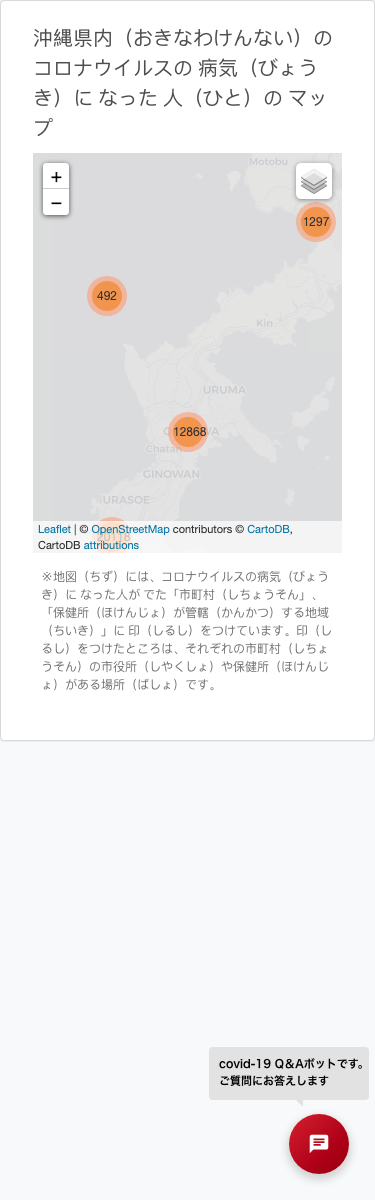 沖縄県内（おきなわけんない）の
コロナウイルスの 病気（びょう
き）に なった 人（ひと）の マッ
プ
Motobu
+
−
1297
492
Kin
URUMA
12868
Chatan
GINOWAN
URASOE
20118
Leaflet | © OpenStreetMap contributors © CartoDB,
CartoDB attributions
※地図（ちず）には、コロナウイルスの病気（びょう
き）に なった人が でた「市町村（しちょうそん」、
「保健所（ほけんじょ）が管轄（かんかつ）する地域
（ちいき）」に 印（しるし）をつけています。印（し
るし）をつけたところは、それぞれの市町村（しちょ
うそん）の市役所（しやくしょ）や保健所（ほけんじ
ょ）がある場所（ばしょ）です。
covid-19 Q&Aボットです。
ご質問にお答えします